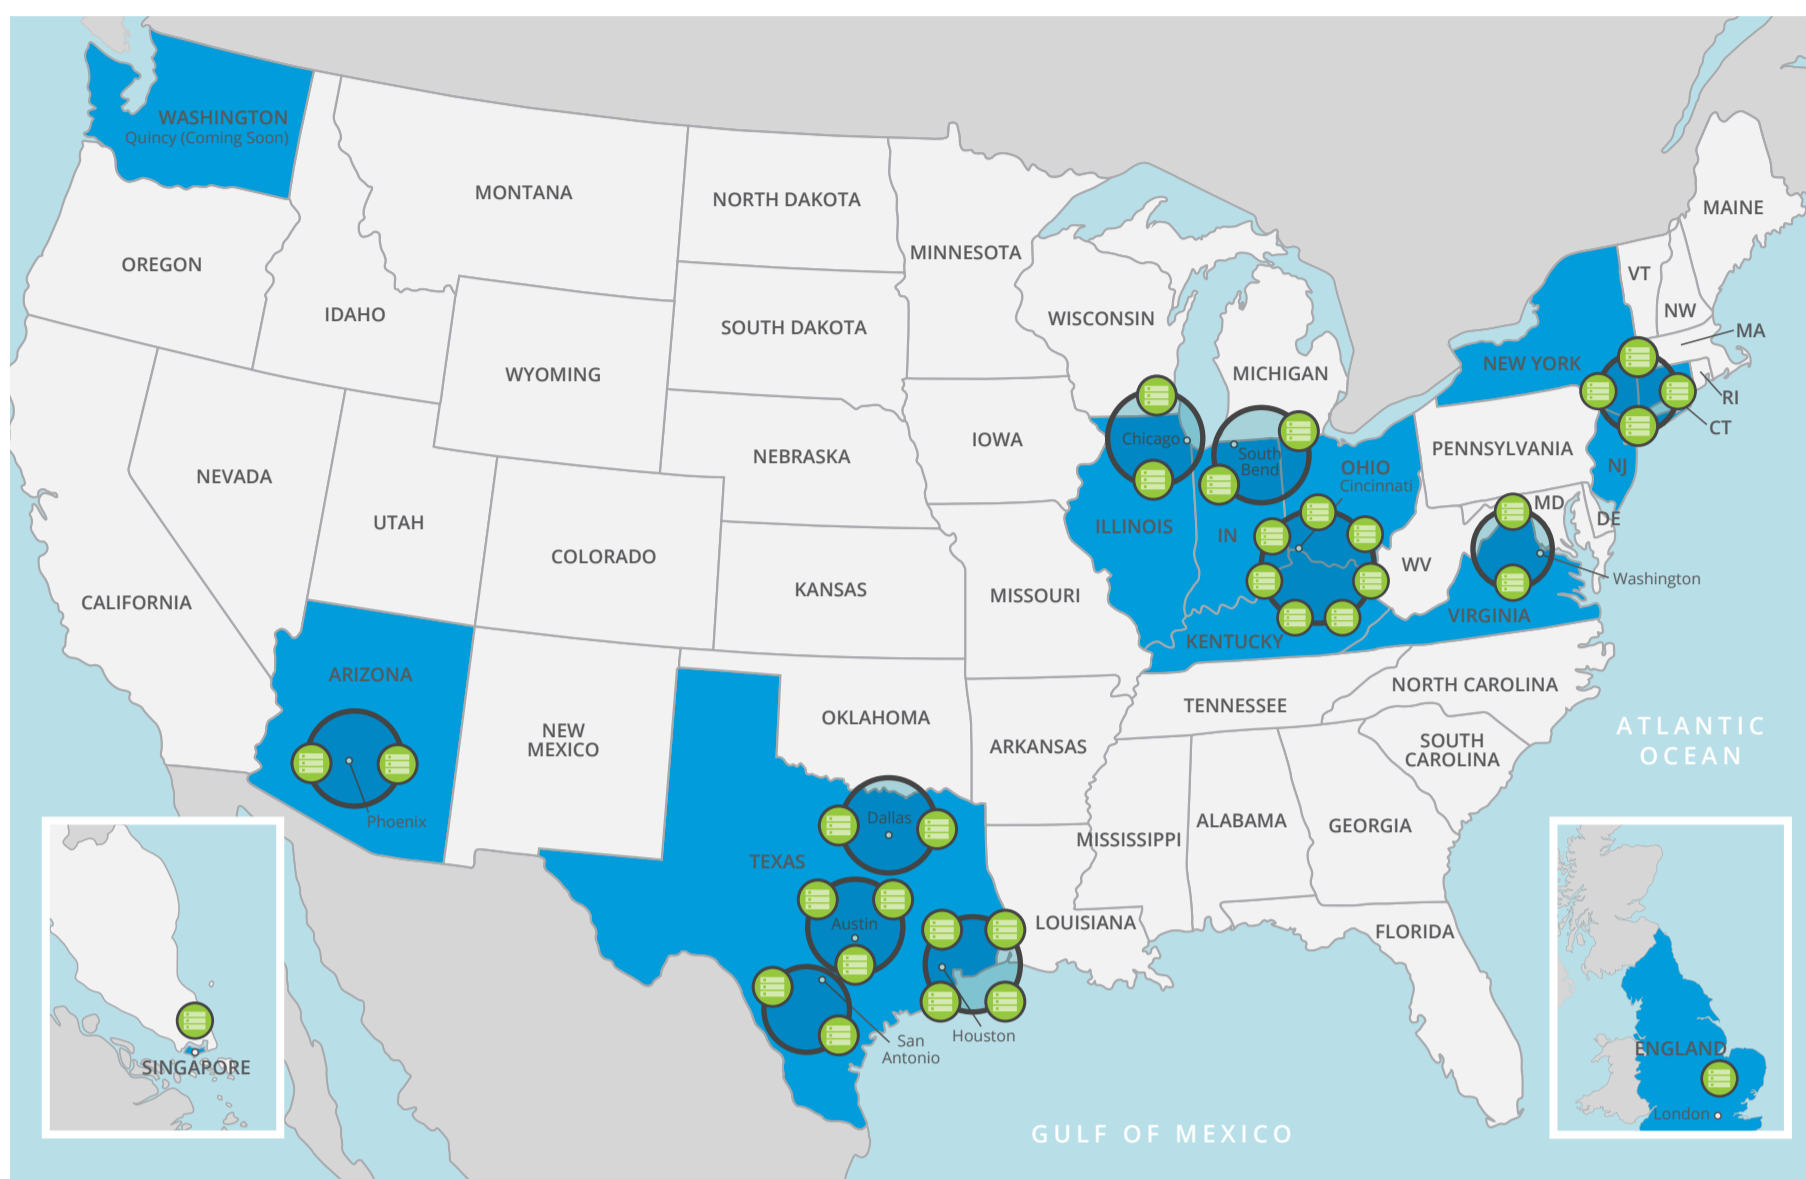 WASHINGTON
Quincy (Coming Soon)
MONTANA
NORTH DAKOTA
MINNESOTA
MAINE
OREGON
IDAHO
VT
NW
SOUTH DAKOTA
WISCONSIN
MA
WYOMING
MICHIGAN
NEW YORK
RI
CT
Chicago
IOWA
PENNSYLVANIA
NEVADA
NEBRASKA
South
Bend
OHIO
Cincinnati
NJ
UTAH
ILLINOIS
IN
MD
DE
COLORADO
WV
Washington
CALIFORNIA
KANSAS
MISSOURI
VIRGINIA
KENTUCKY
ARIZONA
NORTH CAROLINA
TENNESSEE
NEW
MEXICO
OKLAHOMA
ARKANSAS
SOUTH
CAROLINA
ATLANTIC
OCEAN
Phoenix
Dallas
MISSISSIPPI
ALABAMA
GEORGIA
TEXAS
Austin
LOUISIANA
FLORIDA
San
Antonio
Houston
SINGAPORE
ENGLAND
London
GULF OF MEXICO